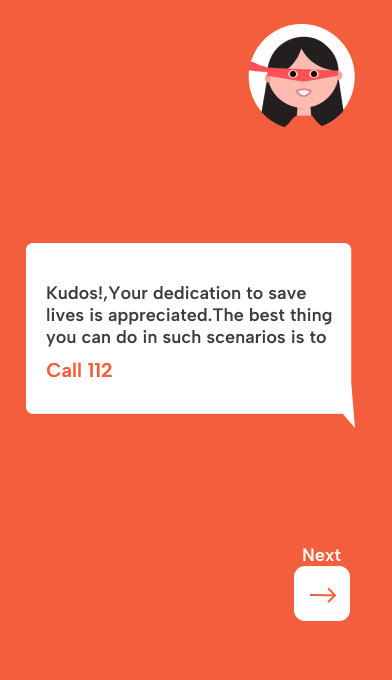 Kudos!,Your dedication to save
lives is appreciated.The best thing
you can do in such scenarios is to
Call 112
Next